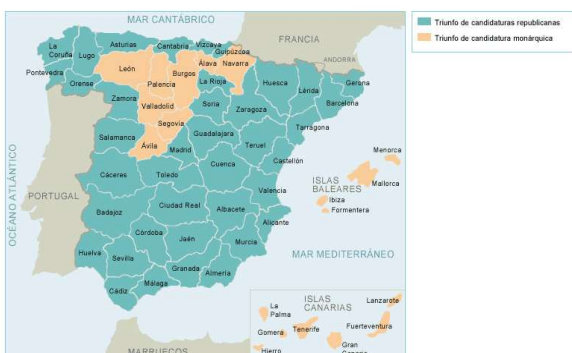 MAR CANTÁBRICO
Triunfo de candidaturas republicanas
Triunfo de candidatura monárquica
FRANCIA
ANDORRA
La
Coruña
Lugo
Asturias
Cantabria
Vizcaya
Guipúzcoa
Pontevedra
Orense
León
Palencia
Burgos
Álava
Navarra
La Rioja
Huesca
Lérida
Gerona
Barcelona
Zamora
Valladolid
Soria
Zaragoza
Tarragona
Segovia
Salamanca
Ávila
Madrid
Guadalajara
Teruel
Castellón
Menorca
Mallorca
ISLAS
BALEARES
Ibiza
Formentera
OCÉANO ATLÁNTICO
PORTUGAL
Cáceres
Toledo
Cuenca
Valencia
Badajoz
Ciudad Real
Albacete
Alicante
Córdoba
Jaén
Murcia
MAR MEDITERRÁNEO
Huelva
Sevilla
Granada
Almería
Cádiz
Málaga
ISLAS
CANARIAS
Lanzarote
La
Palma
Gomera
Tenerife
Fuerteventura
Hierro
Gran
MARRUECOS